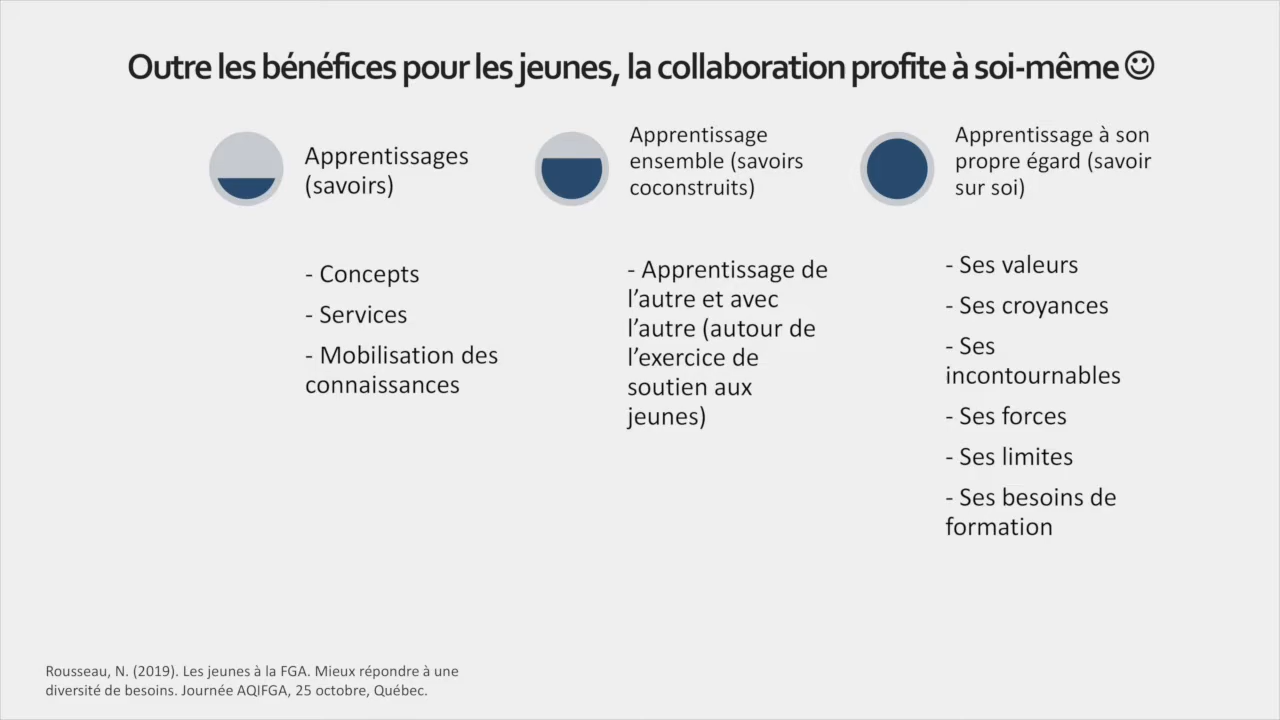 Outre les bénéfices pour les jeunes, la collaboration profite à soi-même ☺
Apprentissages
(savoirs)
- Concepts
- Services
- Mobilisation des
connaissances
Apprentissage
ensemble (savoirs
coconstruits)
- Apprentissage de
l’autre et avec
l’autre (autour de
l’exercice de
soutien aux
jeunes)
Apprentissage à son
propre égard (savoir
sur soi)
- Ses valeurs
- Ses croyances
- Ses
incontournables
- Ses forces
- Ses limites
- Ses besoins de
formation
Rousseau, N. (2019). Les jeunes à la FGA. Mieux répondre à une
diversité de besoins. Journée AQIFGA, 25 octobre, Québec.